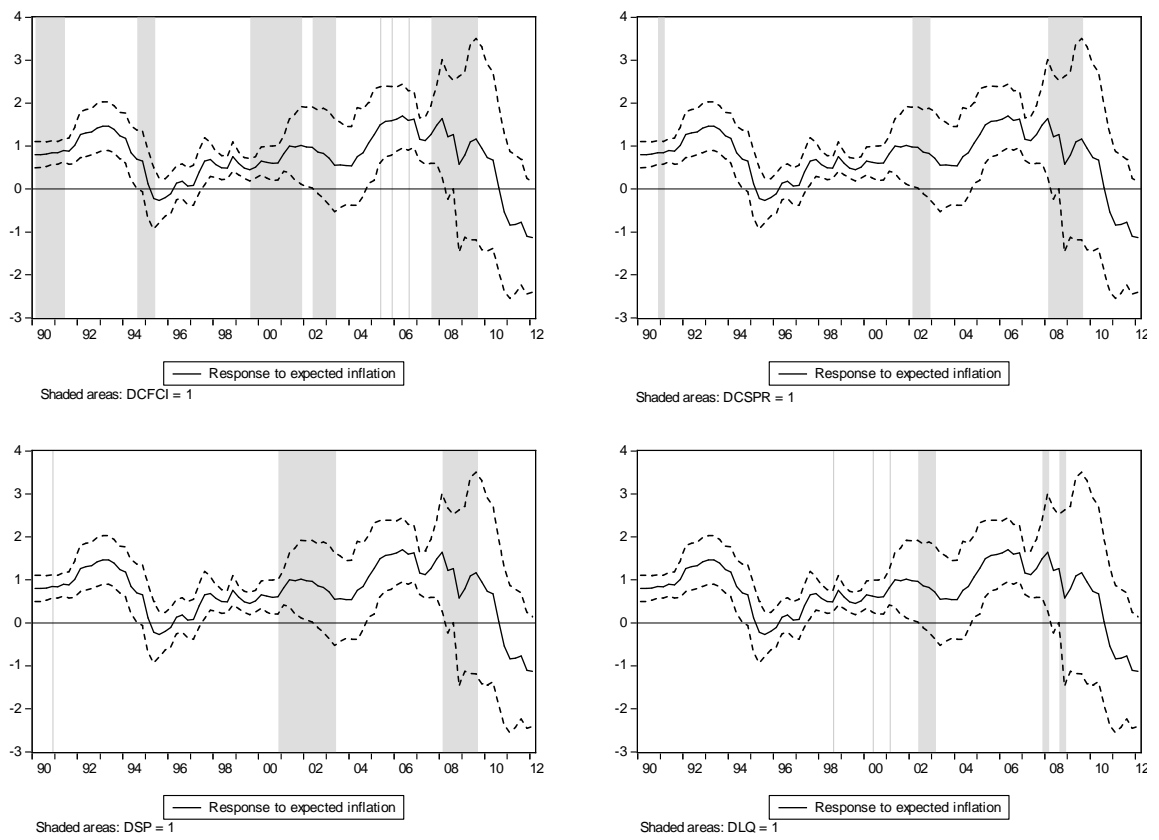 4
3
2
1
0
-1
-2
-3
90 92 94 96 98 00 02 04 06 08 10 12
Response to expected inflation
Shaded areas: DCFCI = 1
4
3
2
1
0
-1
-2
-3
90 92 94 96 98 00 02 04 06 08 10 12
Response to expected inflation
Shaded areas: DCSPR = 1
4
3
2
1
0
-1
-2
-3
90 92 94 96 98 00 02 04 06 08 10 12
Response to expected inflation
Shaded areas: DSP = 1
4
3
2
1
0
-1
-2
-3
90 92 94 96 98 00 02 04 06 08 10 12
Response to expected inflation
Shaded areas: DLQ = 1